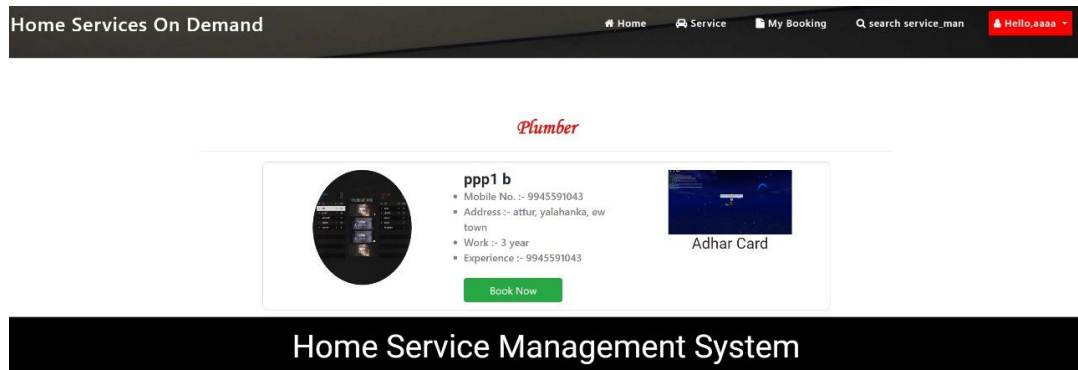 Home Services On Demand
Home
Service
My Booking
search service_man
Hello,aaaa
Plumber
ppp1 b
Mobile No. :- 9945591043
Address :- attur, yalahanka, ew
town
Work :- 3 year
Experience :- 9945591043
Book Now
Adhar Card
Home Service Management System